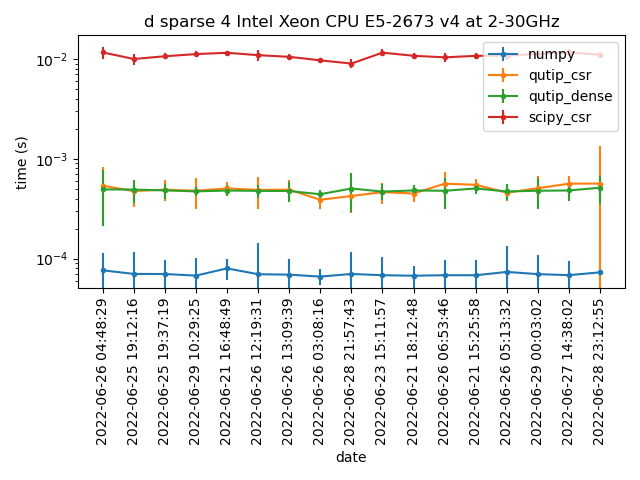 d sparse 4 Intel Xeon CPU E5-2673 v4 at 2-30GHz
numpy
qutip_csr
qutip_dense
scipy_csr
time (s)
10⁻²
10⁻³
10⁻⁴
2022-06-26 04:48:29
2022-06-25 19:12:16
2022-06-25 19:37:19
2022-06-29 10:29:25
2022-06-21 16:48:49
2022-06-26 12:19:31
2022-06-26 13:09:39
2022-06-26 03:08:16
2022-06-28 21:57:43
2022-06-23 15:11:57
2022-06-21 18:12:48
2022-06-26 06:53:46
2022-06-21 15:25:58
2022-06-26 05:13:32
2022-06-29 00:03:02
2022-06-27 14:38:02
2022-06-28 23:12:55
date